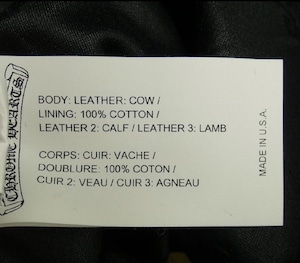 CHROME HEARTS
BODY: LEATHER: COW /
LINING: 100% COTTON /
LEATHER 2: CALF / LEATHER 3: LAMB
CORPS: CUIR: VACHE /
DOUBLURE: 100% COTON /
CUIR 2: VEAU / CUIR 3: AGNEAU
MADE IN U.S.A.